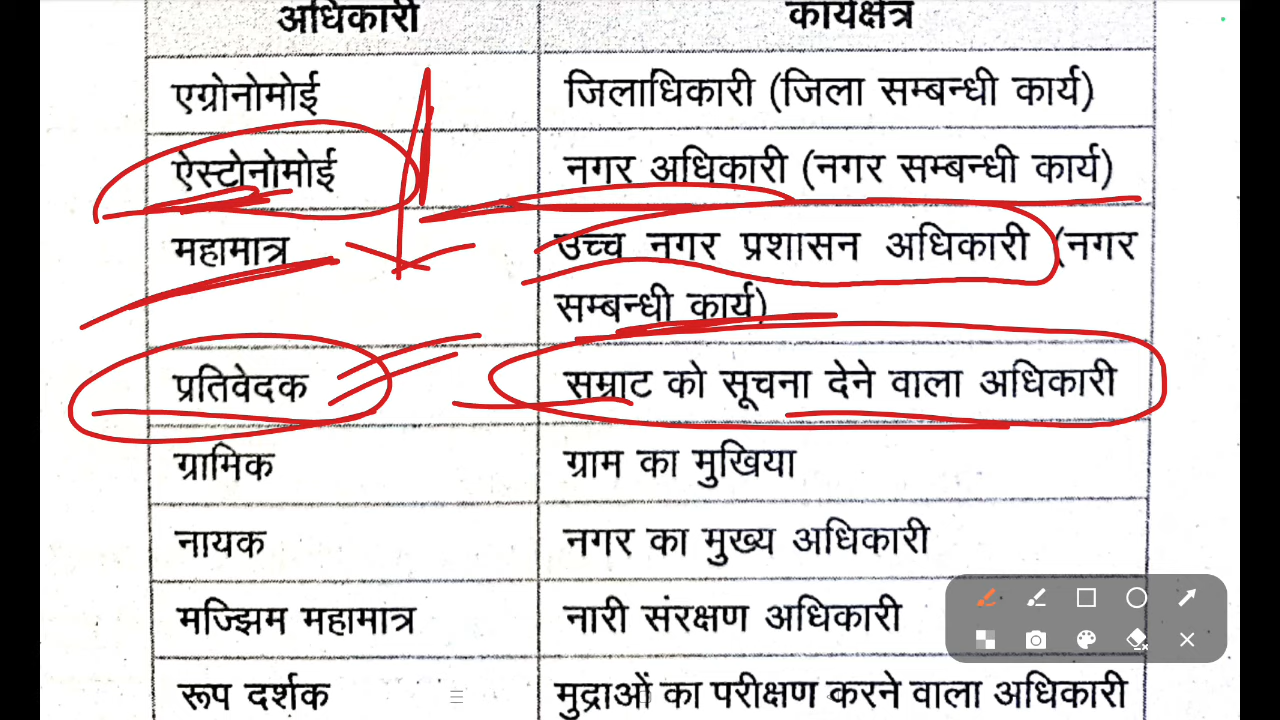 अधिकारी कार्यक्षेत्र
एग्रोनोमोई जिलाधिकारी (जिला सम्बन्धी कार्य)
ऐस्टोनोमोई नगर अधिकारी (नगर सम्बन्धी कार्य)
महामात्र उच्च नगर प्रशासन अधिकारी (नगर
सम्बन्धी कार्य)
प्रतिवेदक सम्राट को सूचना देने वाला अधिकारी
ग्रामिक ग्राम का मुखिया
नायक नगर का मुख्य अधिकारी
मज्झिम महामात्र नारी संरक्षण अधिकारी
रूप दर्शक मुद्राओं का परीक्षण करने वाला अधिकारी